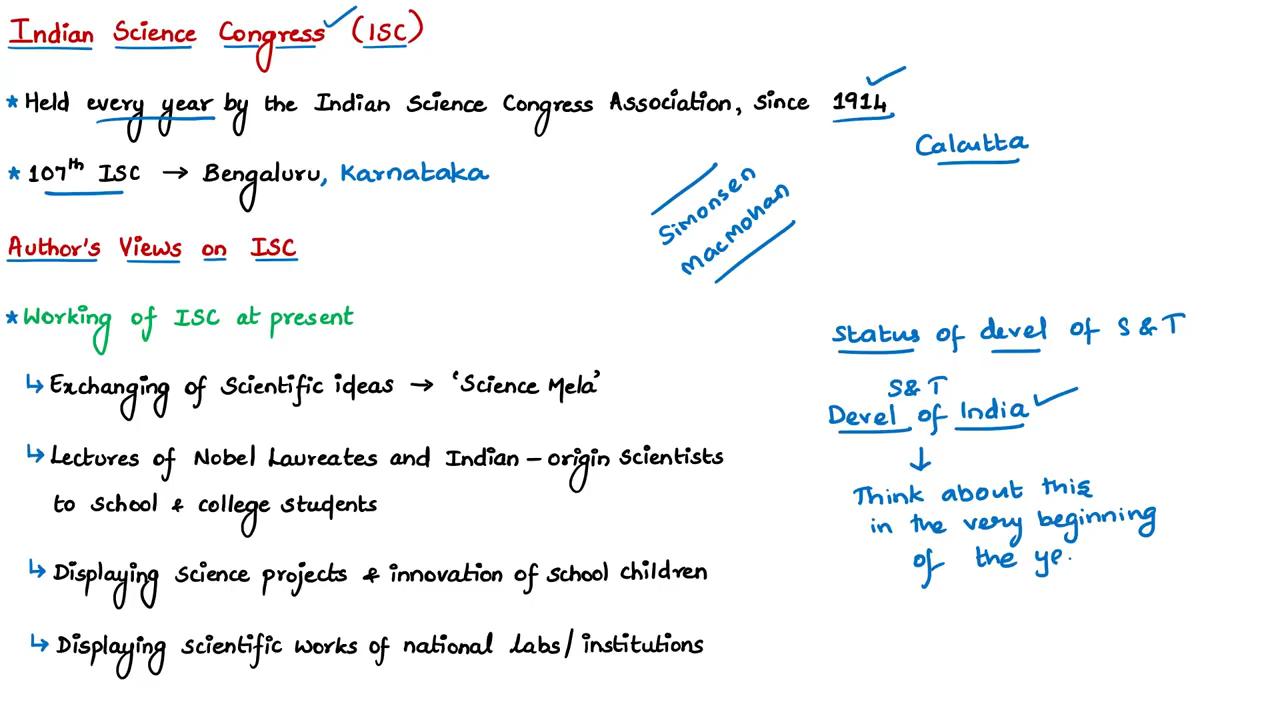 Indian Science Congress (ISC)
* Held every year by the Indian Science Congress Association, since 1914
Calcutta
* 107th ISC → Bengaluru, Karnataka
Simonsen
MacMohan
Author's Views on ISC
* Working of ISC at present
↳ Exchanging of scientific ideas → 'Science Mela'
↳ Lectures of Nobel Laureates and Indian-origin scientists
to school & college students
↳ Displaying science projects & innovation of school children
↳ Displaying scientific works of national labs/institutions
Status of devel of S&T
S&T
Devel of India
↓
Think about this
in the very beginning
of the ye